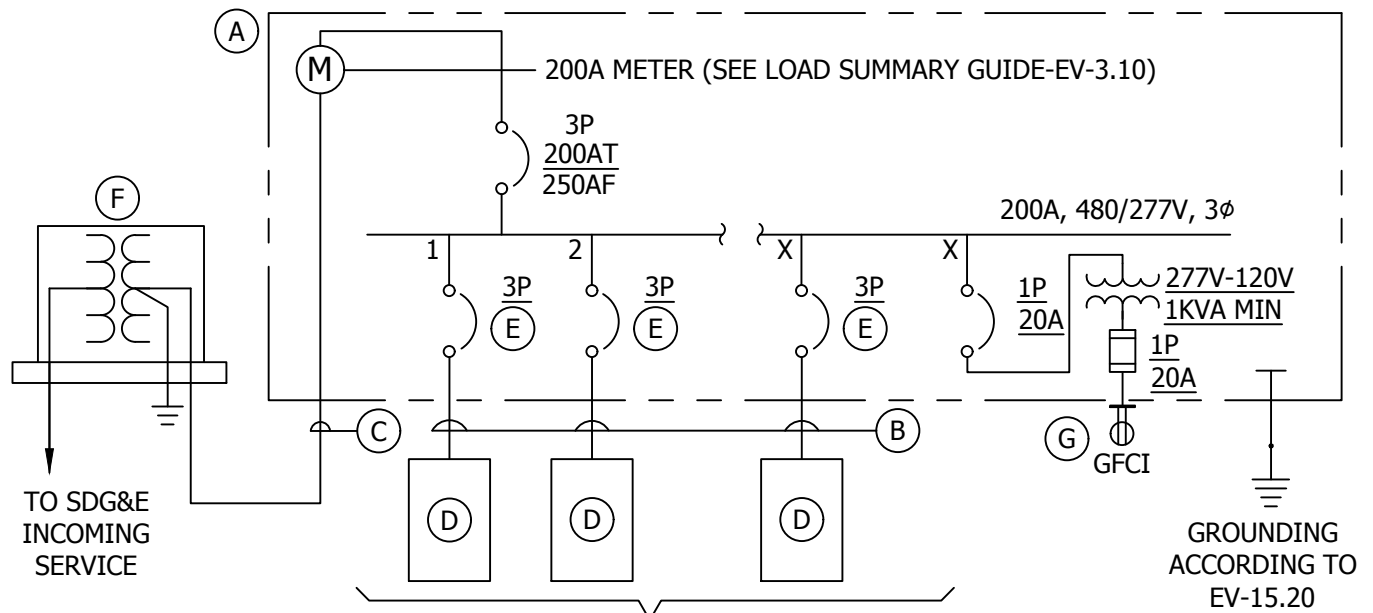 A
M
200A METER (SEE LOAD SUMMARY GUIDE-EV-3.10)
3P
200AT
250AF
F
200A, 480/277V, 3ϕ
1
2
X
X
3P
E
3P
E
3P
E
1P
20A
277V-120V
1KVA MIN
1P
20A
C
B
G
GFCI
D
D
D
TO SDG&E
INCOMING
SERVICE
GROUNDING
ACCORDING TO
EV-15.20